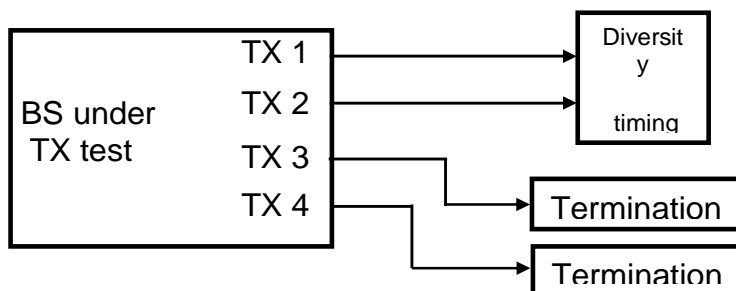 BS under
TX test
TX 1
TX 2
TX 3
TX 4
Diversit
y
timing
Termination
Termination